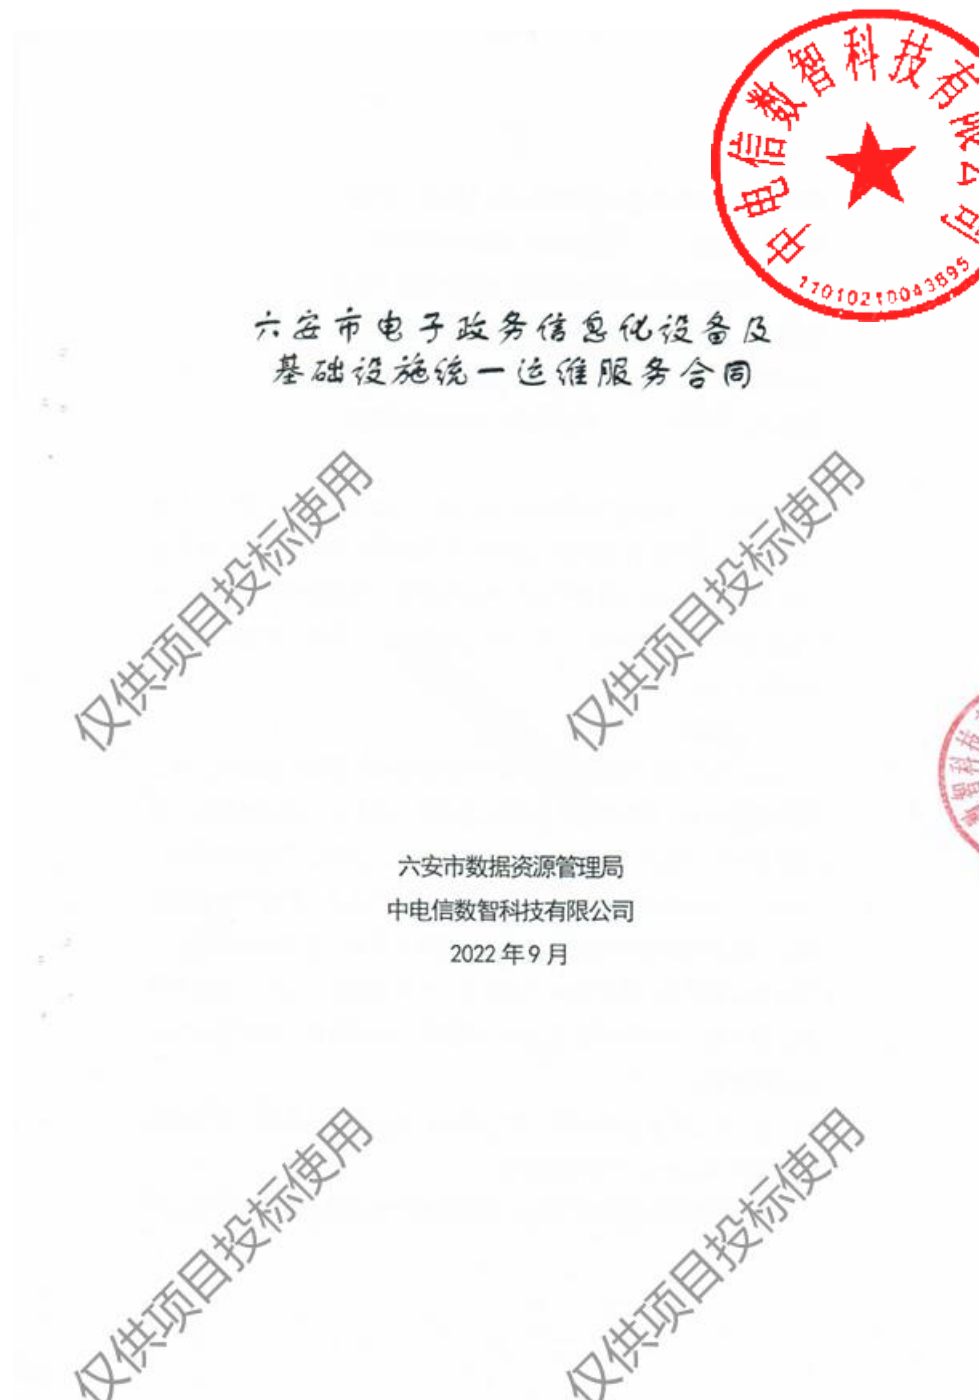 中电信数智科技有限公司
11010210043895
六安市电子政务信息化设备及
基础设施统一运维服务合同
仅供项目投标使用
仅供项目投标使用
数智科技
六安市数据资源管理局
中电信数智科技有限公司
2022年9月
仅供项目投标使用
仅供项目投标使用